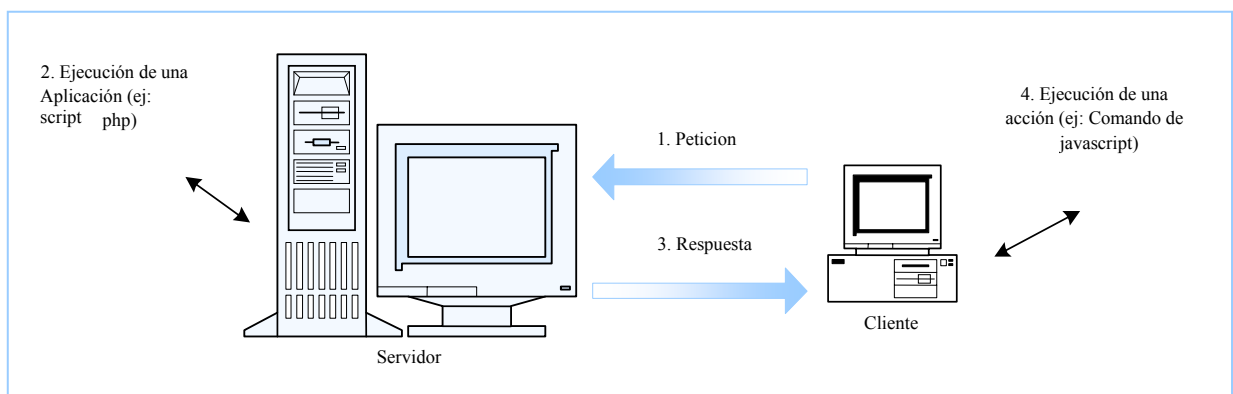 2. Ejecución de una
Aplicación (ej:
script php)
1. Peticion
3. Respuesta
4. Ejecución de una
acción (ej: Comando de
javascript)
Cliente
Servidor